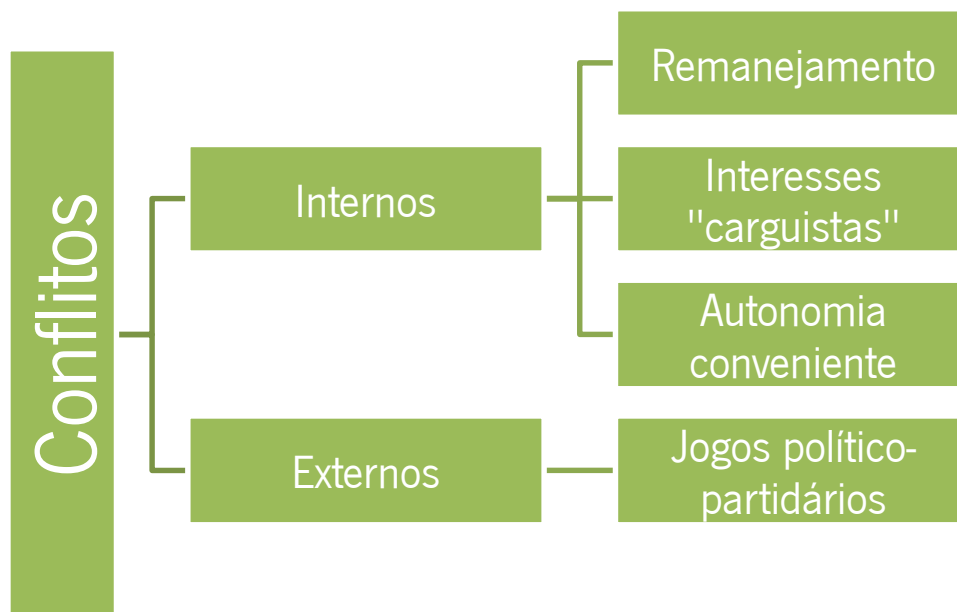 Conflitos
Internos
Remanejamento
Interesses
"carguistas"
Autonomia
conveniente
Externos
Jogos político-
partidários